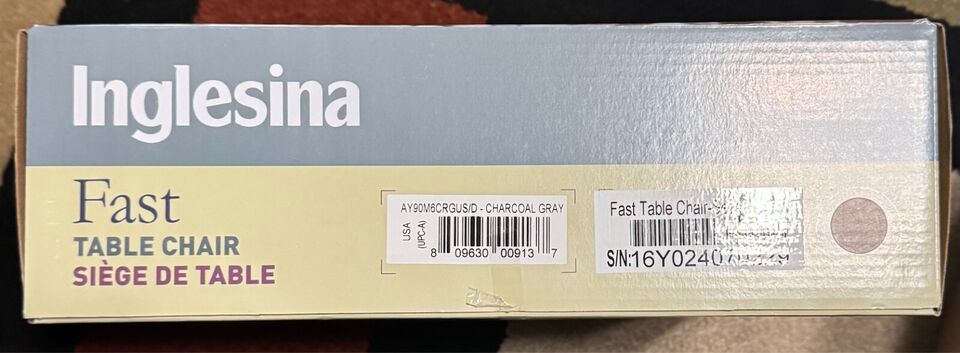 Inglesina
Fast
TABLE CHAIR
SIÈGE DE TABLE
AY90M6CRGUS/D - CHARCOAL GRAY
USA
(UPC-A)
8 09630 00913 7
Fast Table Chair-
S/N: